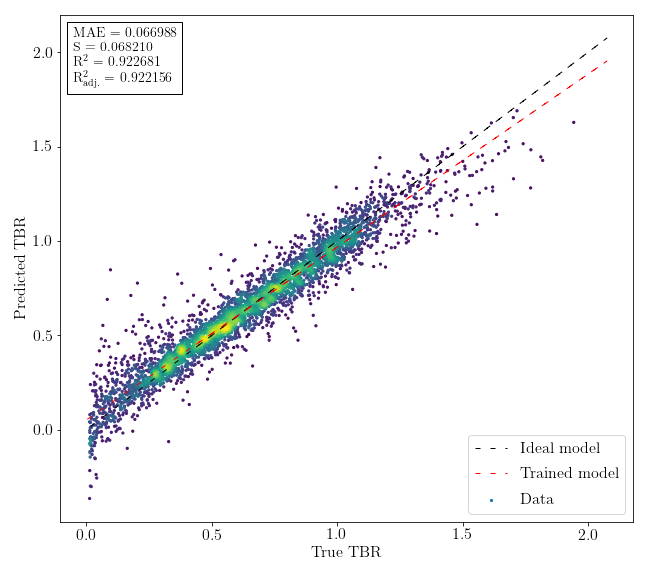 MAE = 0.066988
S = 0.068210
R² = 0.922681
R²adj. = 0.922156
2.0
1.5
1.0
0.5
0.0
Predicted TBR
Ideal model
Trained model
Data
0.0 0.5 1.0 1.5 2.0
True TBR